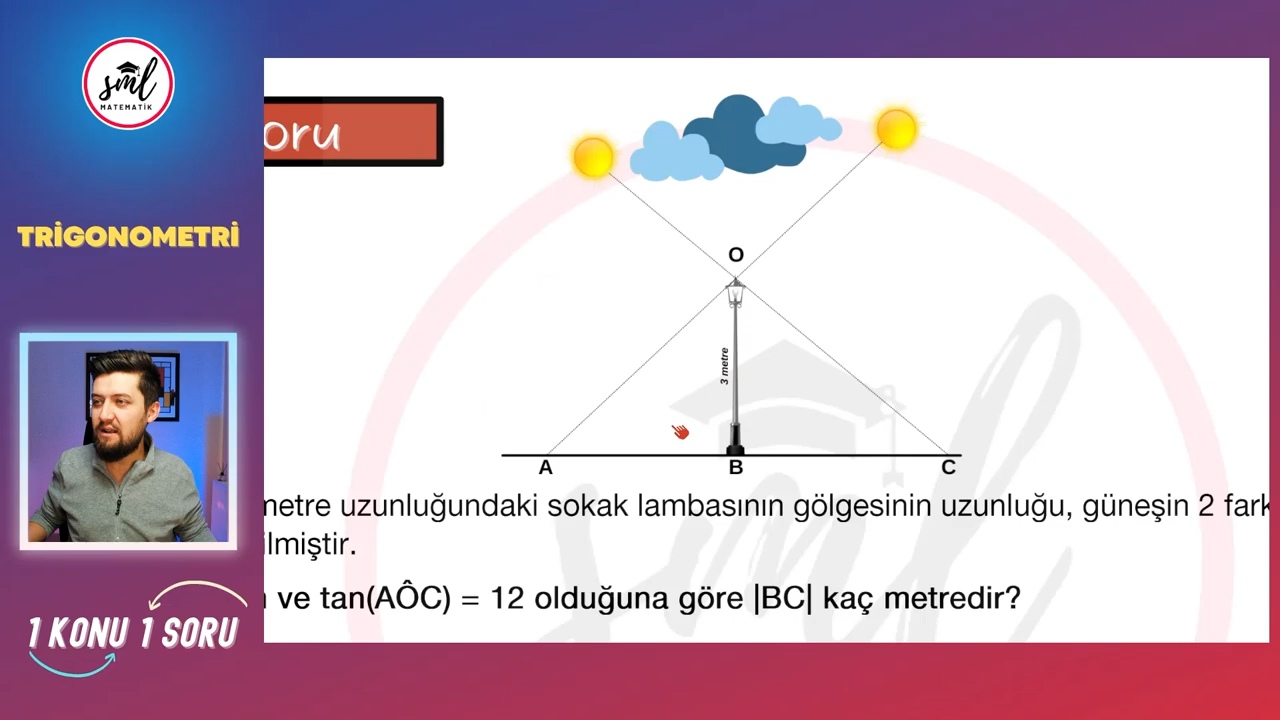 sml
MATEMATİK
TRİGONOMETRİ
1 KONU 1 SORU
oru
O
3 metre
A B C
metre uzunluğundaki sokak lambasının gölgesinin uzunluğu, güneşin 2 fark
ilmiştir.
ve tan(AÔC) = 12 olduğuna göre |BC| kaç metredir?
sml